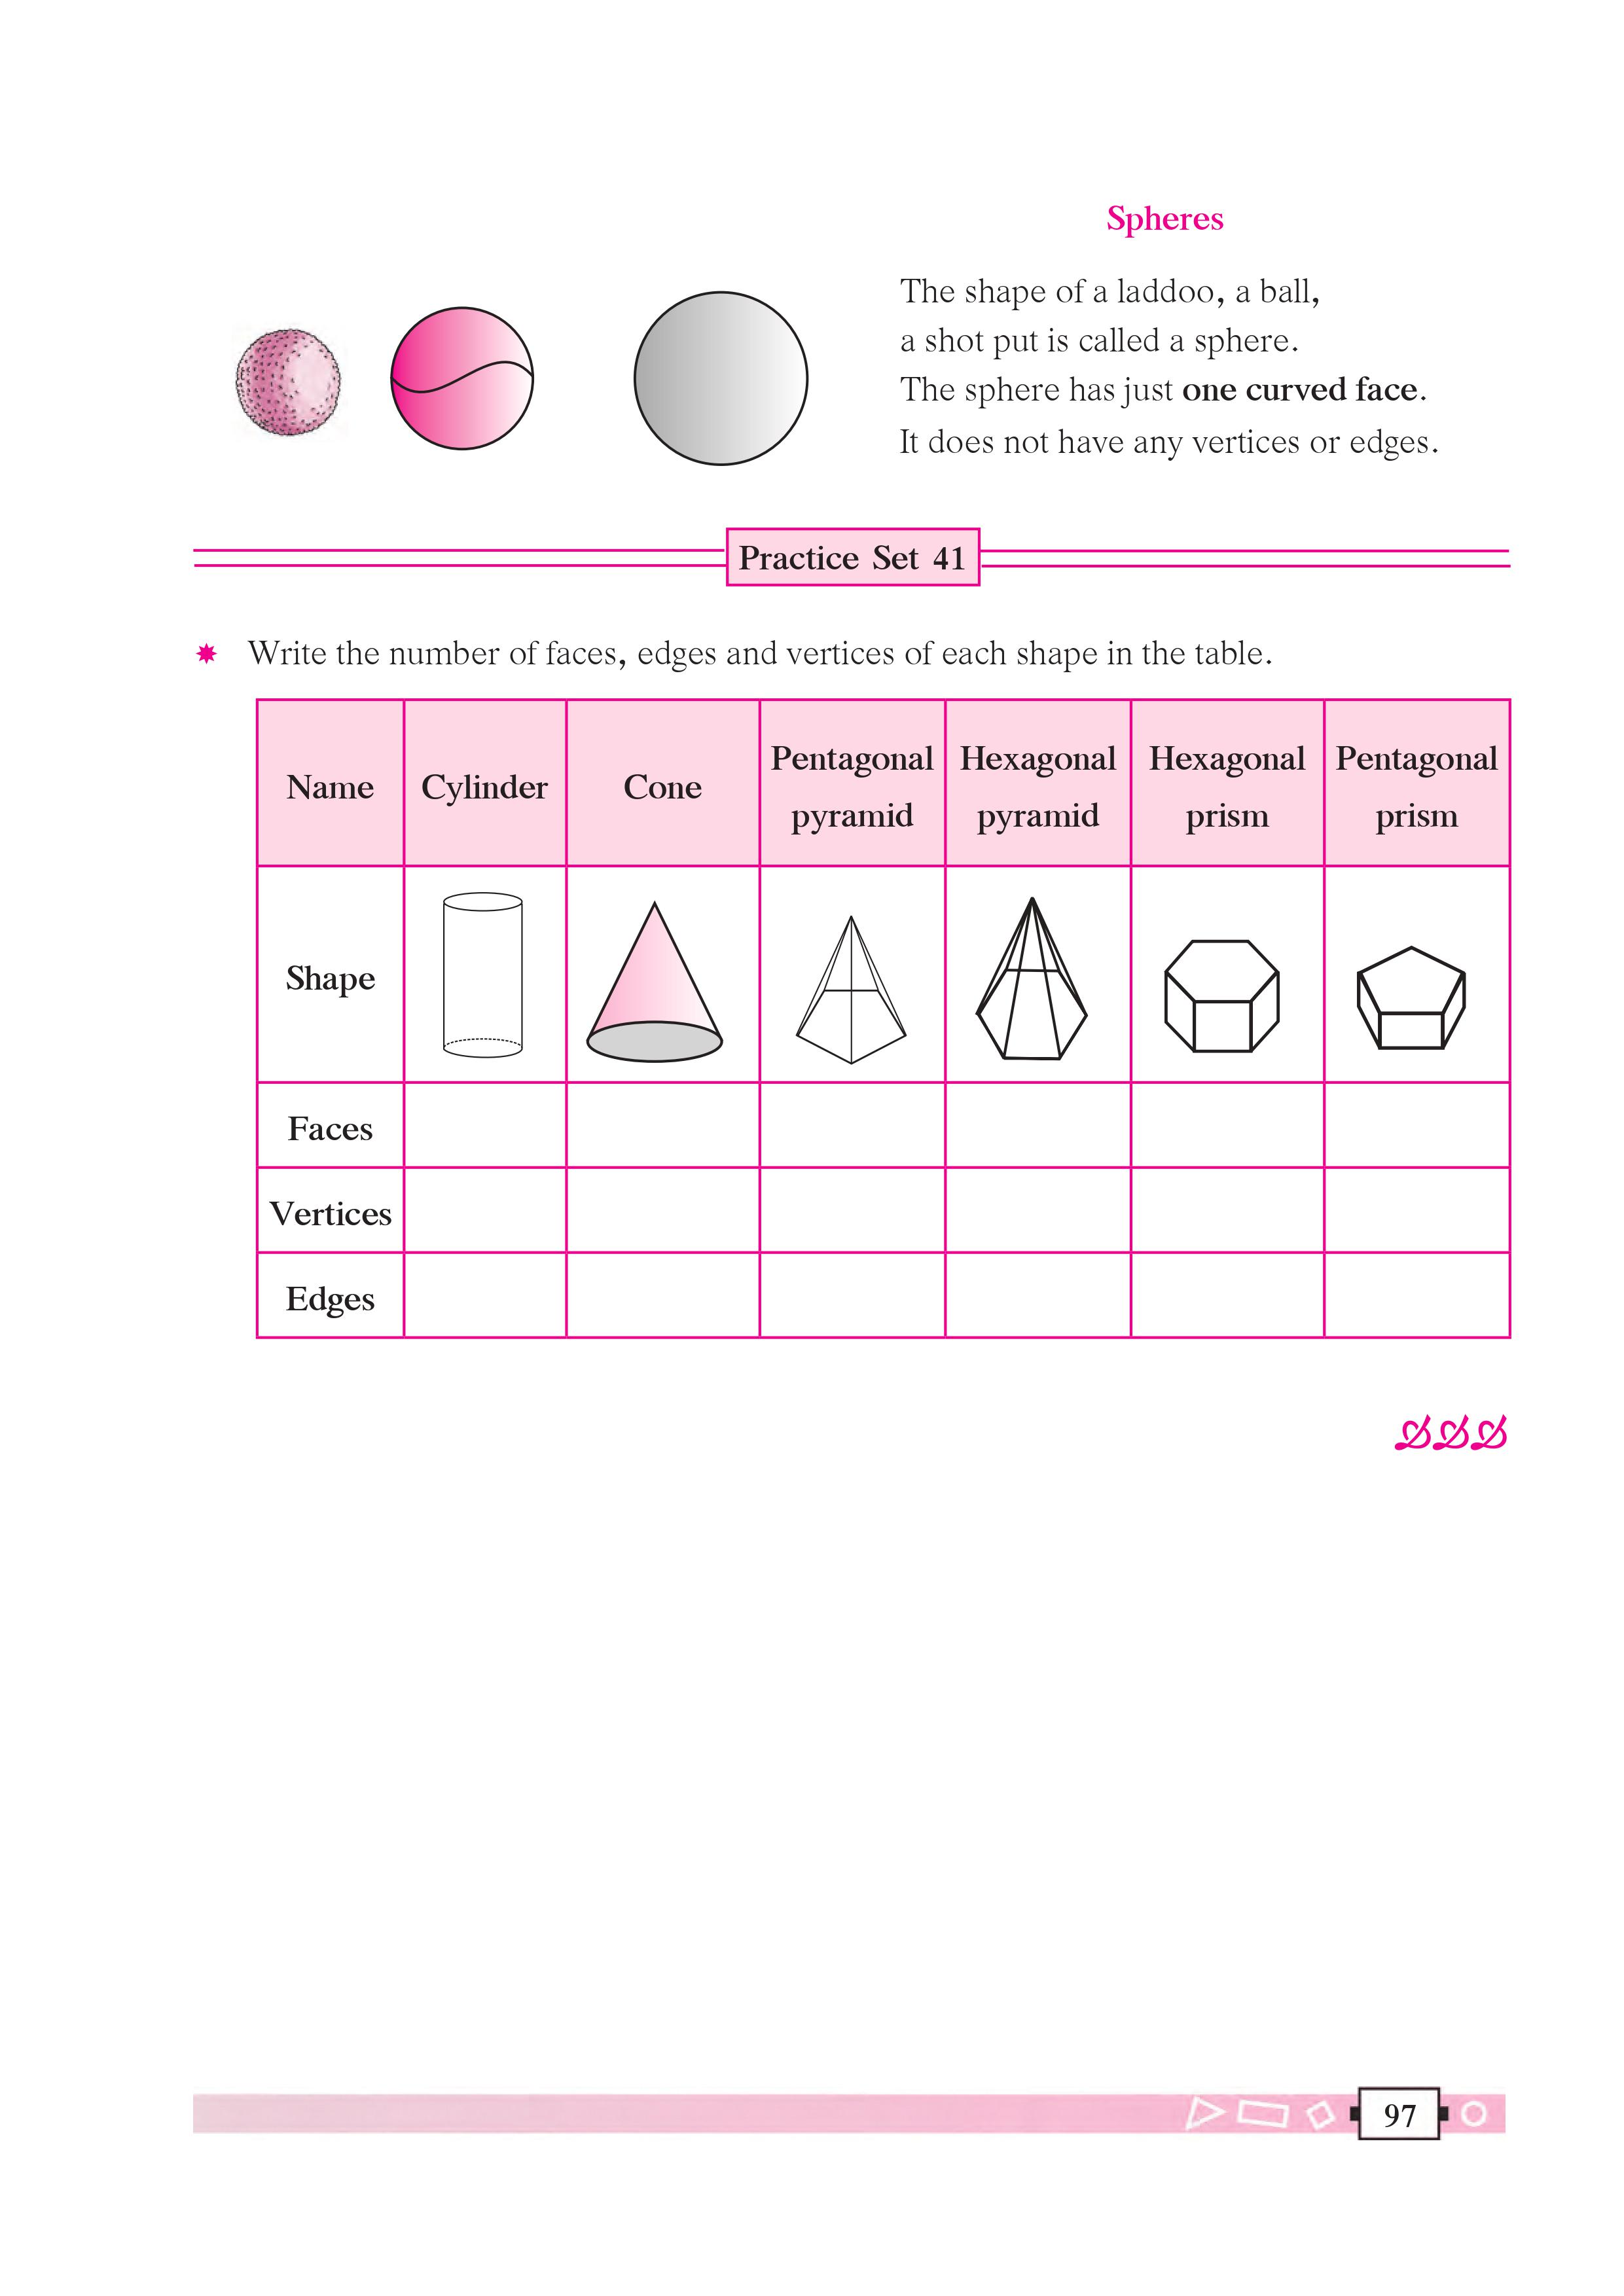 Spheres
The shape of a laddoo, a ball,
a shot put is called a sphere.
The sphere has just one curved face.
It does not have any vertices or edges.
Practice Set 41
Write the number of faces, edges and vertices of each shape in the table.
Name Cylinder Cone Pentagonal pyramid Hexagonal pyramid Hexagonal prism Pentagonal prism
Shape
Faces
Vertices
Edges
97